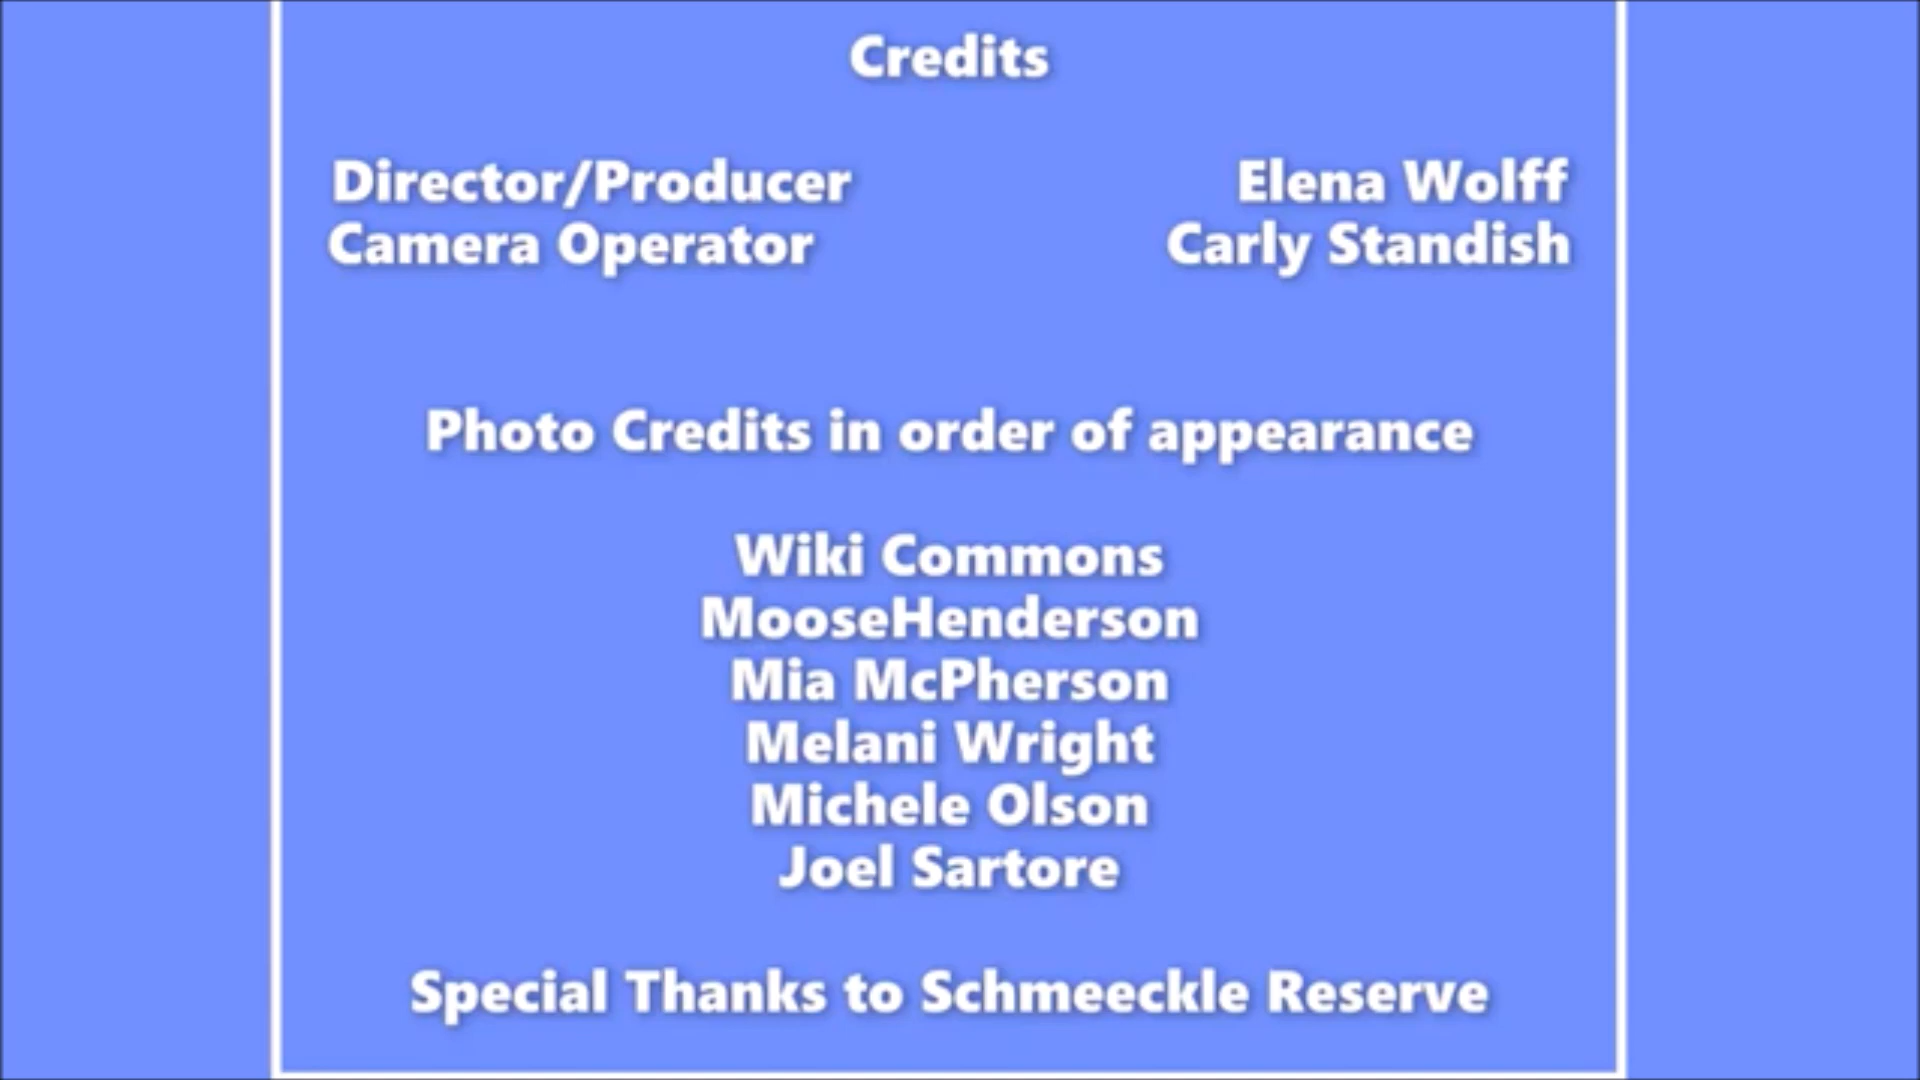 Credits
Director/Producer Elena Wolff
Camera Operator Carly Standish
Photo Credits in order of appearance
Wiki Commons
MooseHenderson
Mia McPherson
Melani Wright
Michele Olson
Joel Sartore
Special Thanks to Schmeeckle Reserve